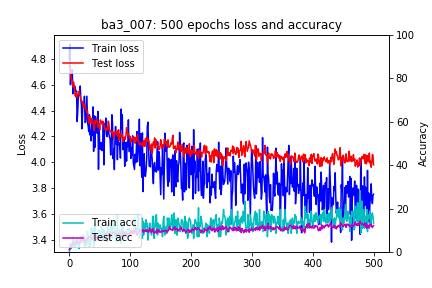 ba3_007: 500 epochs loss and accuracy
Train loss
Test loss
Train acc
Test acc
Loss
4.8
4.6
4.4
4.2
4.0
3.8
3.6
3.4
Accuracy
100
80
60
40
20
0
0
100
200
300
400
500